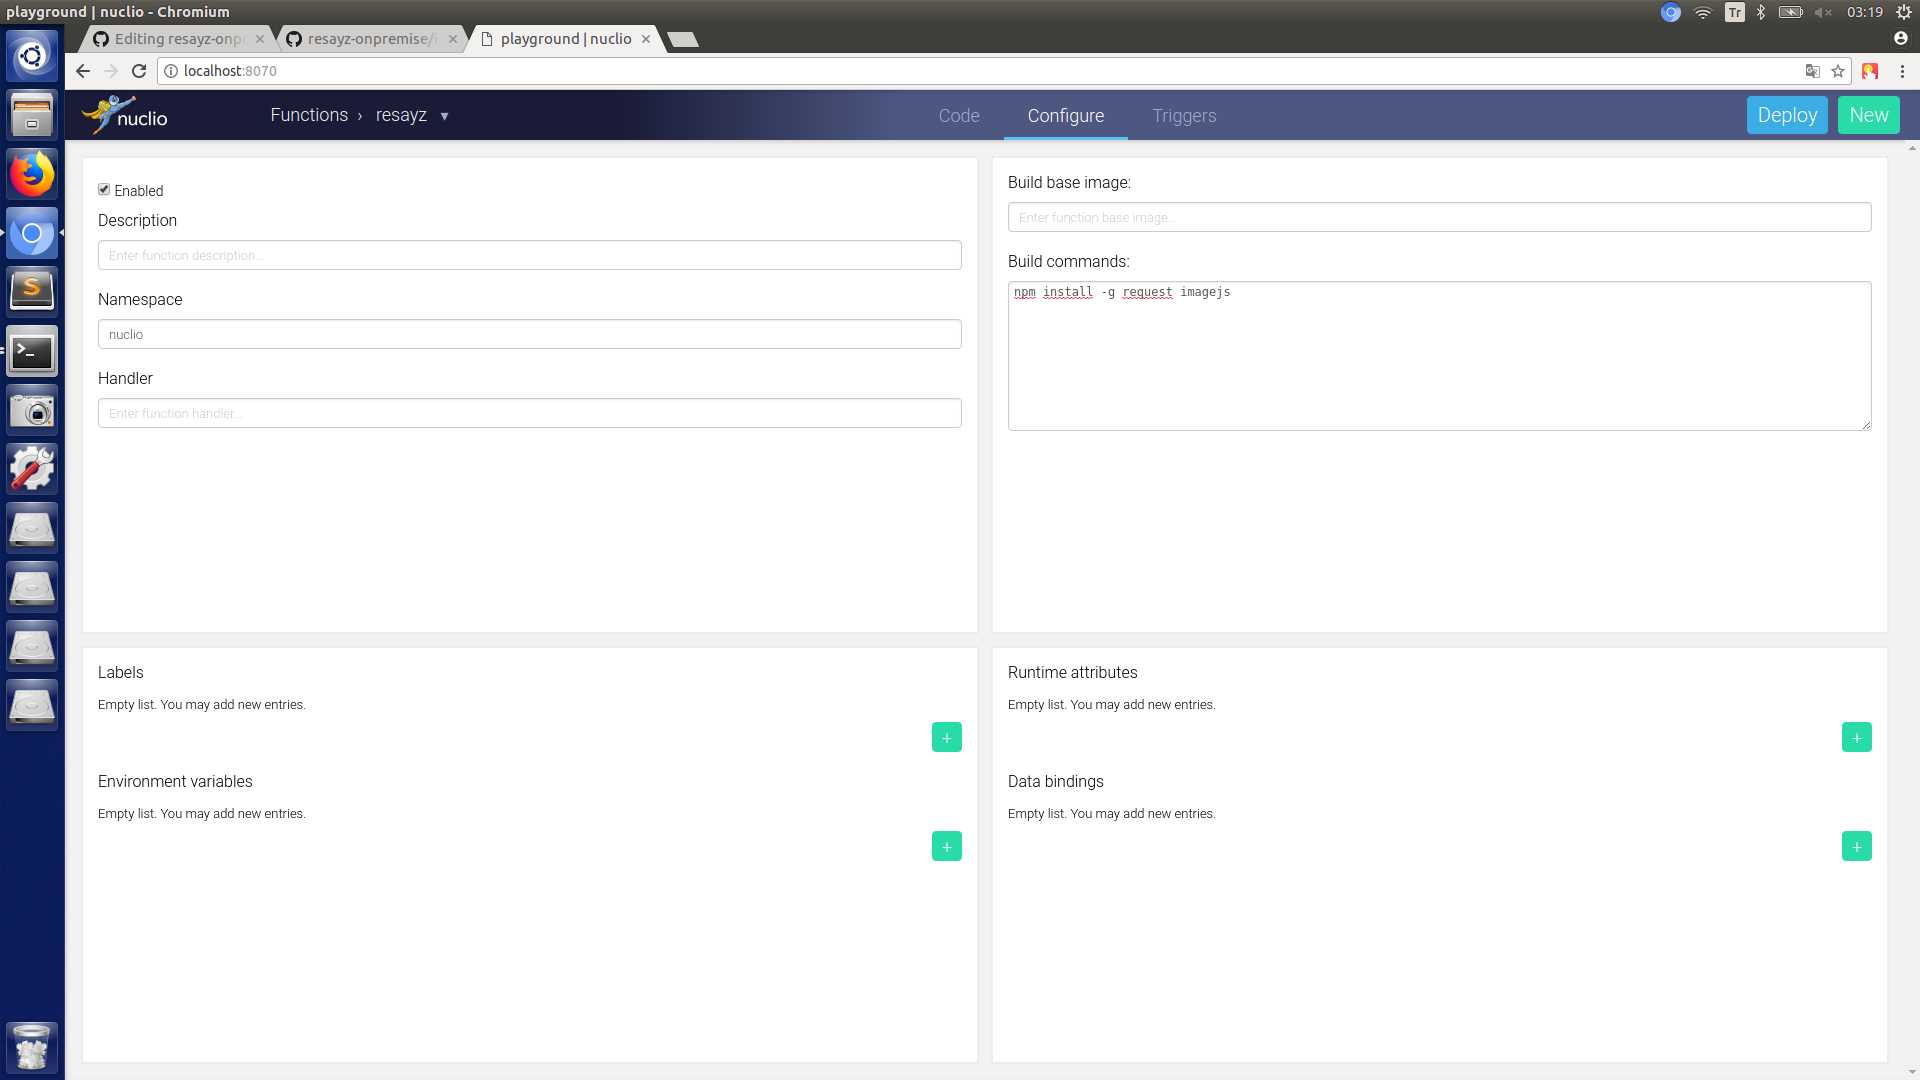 playground | nuclio - Chromium
Tr
03:19
Editing resayz-onpr
resayz-onpremise/
playground | nuclio
localhost:8070
nuclio
Functions › resayz ▾
Code
Configure
Triggers
Deploy
New
Enabled
Description
Enter function description...
Namespace
nuclio
Handler
Enter function handler...
Build base image:
Enter function base image...
Build commands:
npm install -g request imagejs
Labels
Empty list. You may add new entries.
+
Environment variables
Empty list. You may add new entries.
+
Runtime attributes
Empty list. You may add new entries.
+
Data bindings
Empty list. You may add new entries.
+